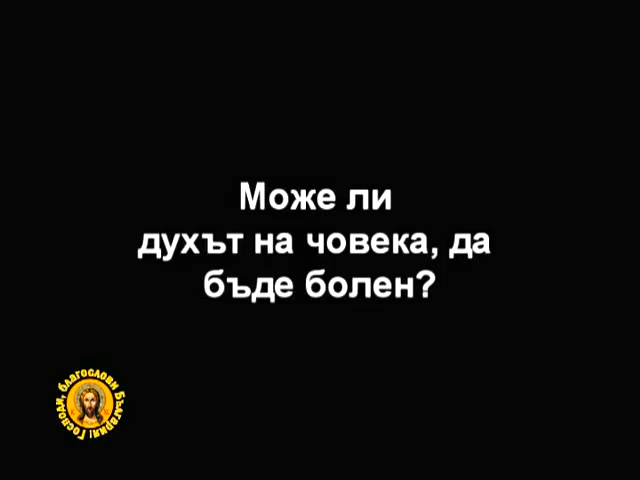 Може ли
духът на човека, да
бъде болен?
Господи, благослови България!